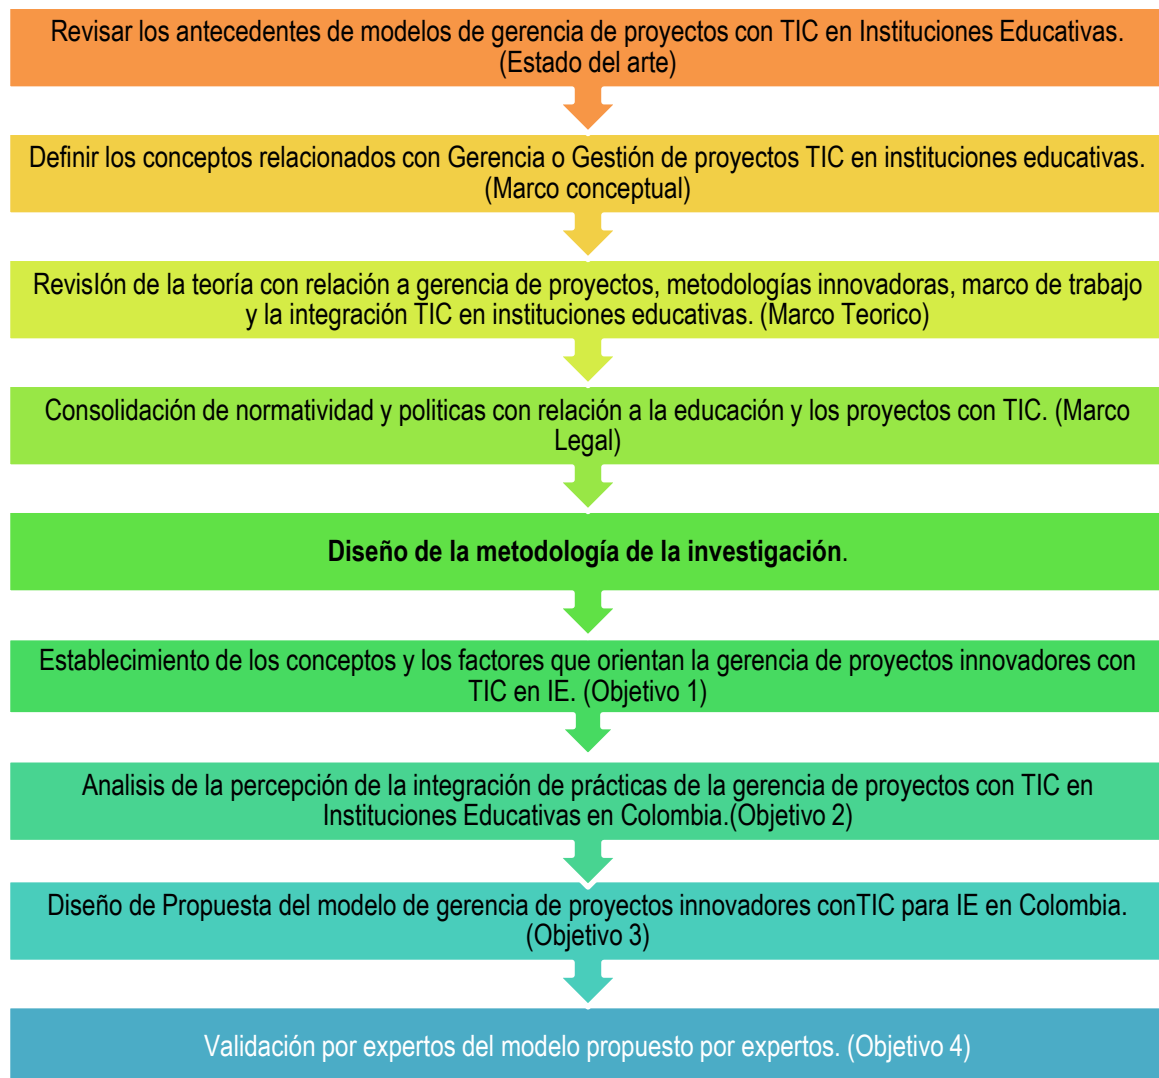 Revisar los antecedentes de modelos de gerencia de proyectos con TIC en Instituciones Educativas.
(Estado del arte)
Definir los conceptos relacionados con Gerencia o Gestión de proyectos TIC en instituciones educativas.
(Marco conceptual)
RevisIón de la teoría con relación a gerencia de proyectos, metodologías innovadoras, marco de trabajo
y la integración TIC en instituciones educativas. (Marco Teorico)
Consolidación de normatividad y politicas con relación a la educación y los proyectos con TIC. (Marco
Legal)
Diseño de la metodología de la investigación.
Establecimiento de los conceptos y los factores que orientan la gerencia de proyectos innovadores con
TIC en IE. (Objetivo 1)
Analisis de la percepción de la integración de prácticas de la gerencia de proyectos con TIC en
Instituciones Educativas en Colombia.(Objetivo 2)
Diseño de Propuesta del modelo de gerencia de proyectos innovadores conTIC para IE en Colombia.
(Objetivo 3)
Validación por expertos del modelo propuesto por expertos. (Objetivo 4)